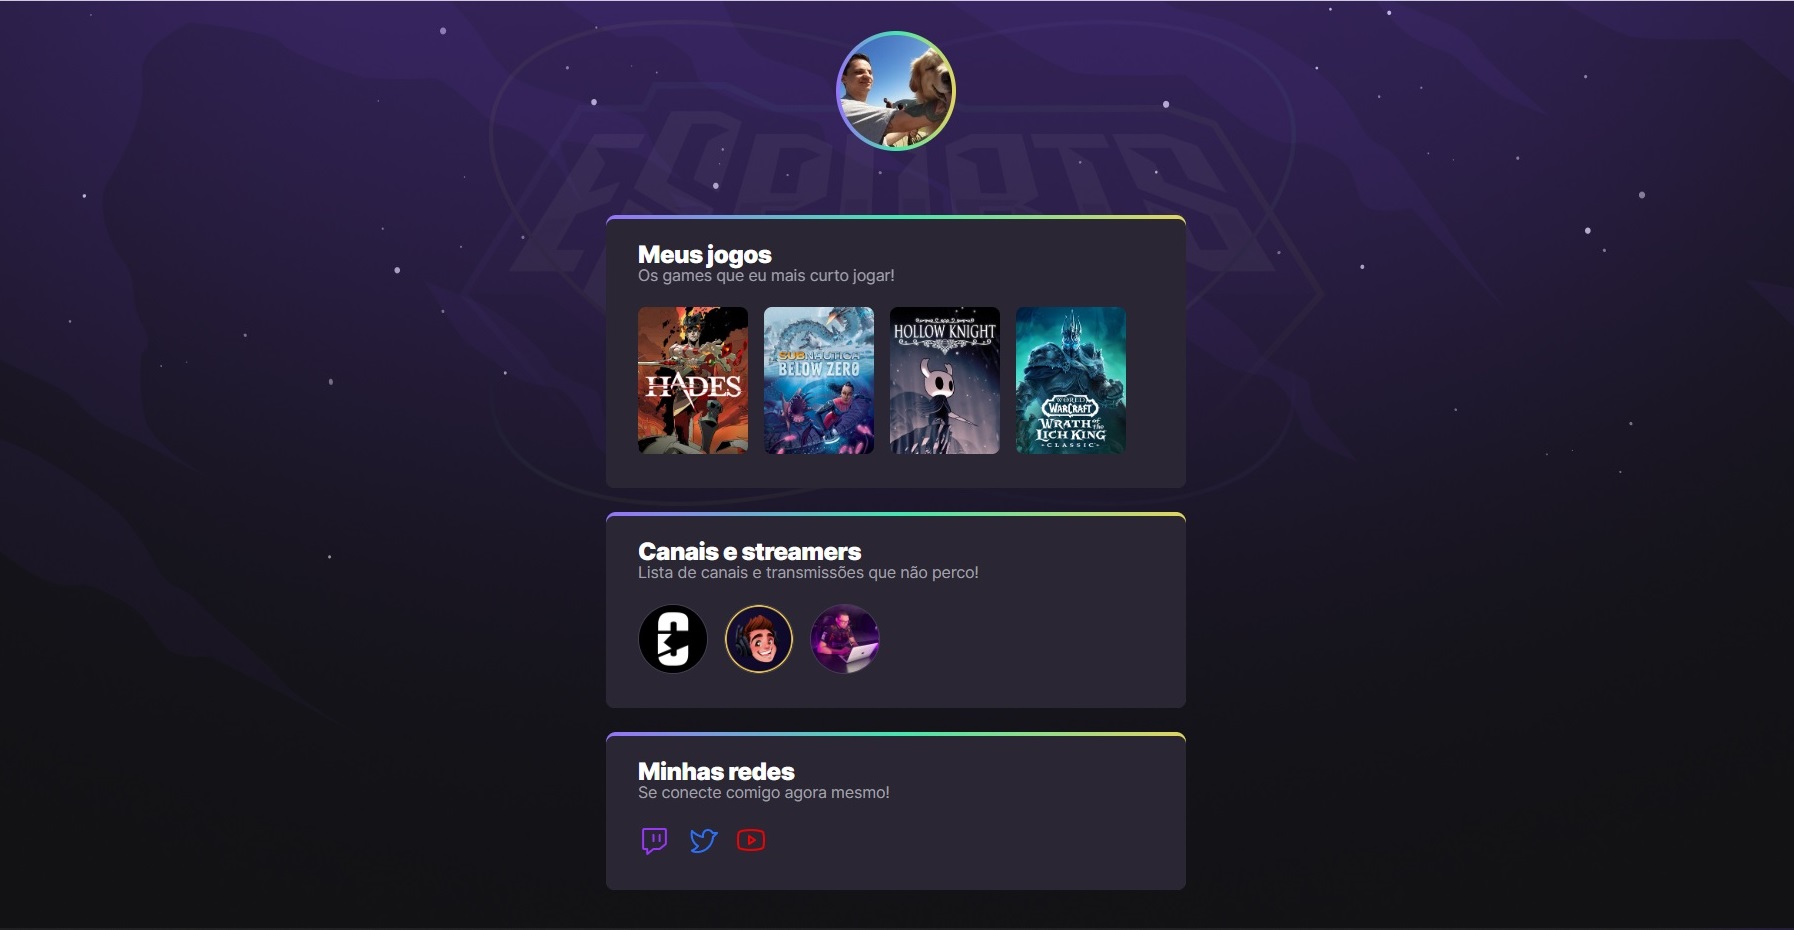 ESPORTS
Meus jogos
Os games que eu mais curto jogar!
HADES
SUBNAUTICA
BELOW ZERO
HOLLOW KNIGHT
WORLD
WARCRAFT
WRATH of the
LICH KING
CLASSIC
Canais e streamers
Lista de canais e transmissões que não perco!
Minhas redes
Se conecte comigo agora mesmo!